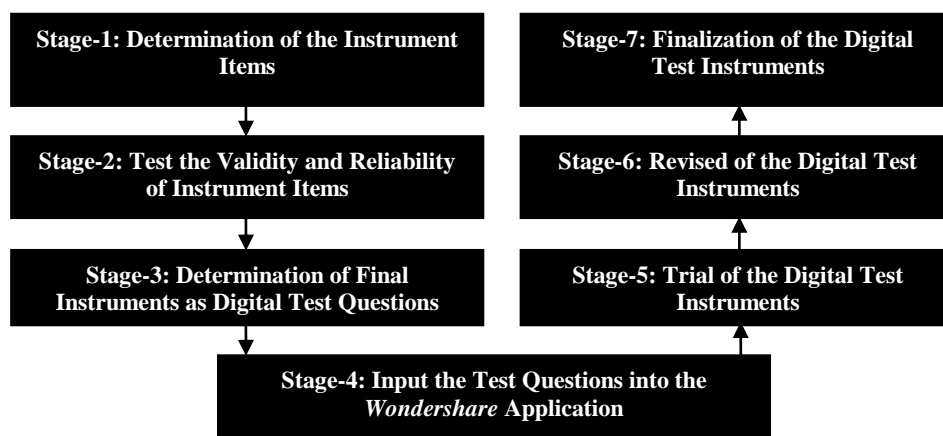 Stage-1: Determination of the Instrument
Items
Stage-2: Test the Validity and Reliability
of Instrument Items
Stage-3: Determination of Final
Instruments as Digital Test Questions
Stage-4: Input the Test Questions into the
Wondershare Application
Stage-5: Trial of the Digital Test
Instruments
Stage-6: Revised of the Digital Test
Instruments
Stage-7: Finalization of the Digital
Test Instruments